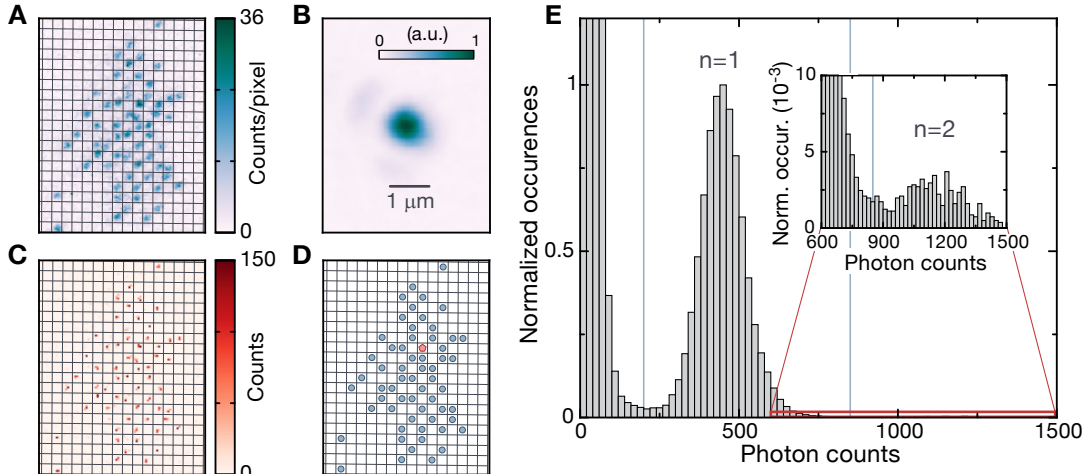 A
36
Counts/pixel
0
B
0
(a.u.)
1
1 μm
C
150
Counts
0
D
E
Normalized occurences
1
0.5
0
n=1
0
500
1000
1500
Photon counts
Norm. occur. (10-3)
10
5
0
n=2
600
900
1200
1500
Photon counts